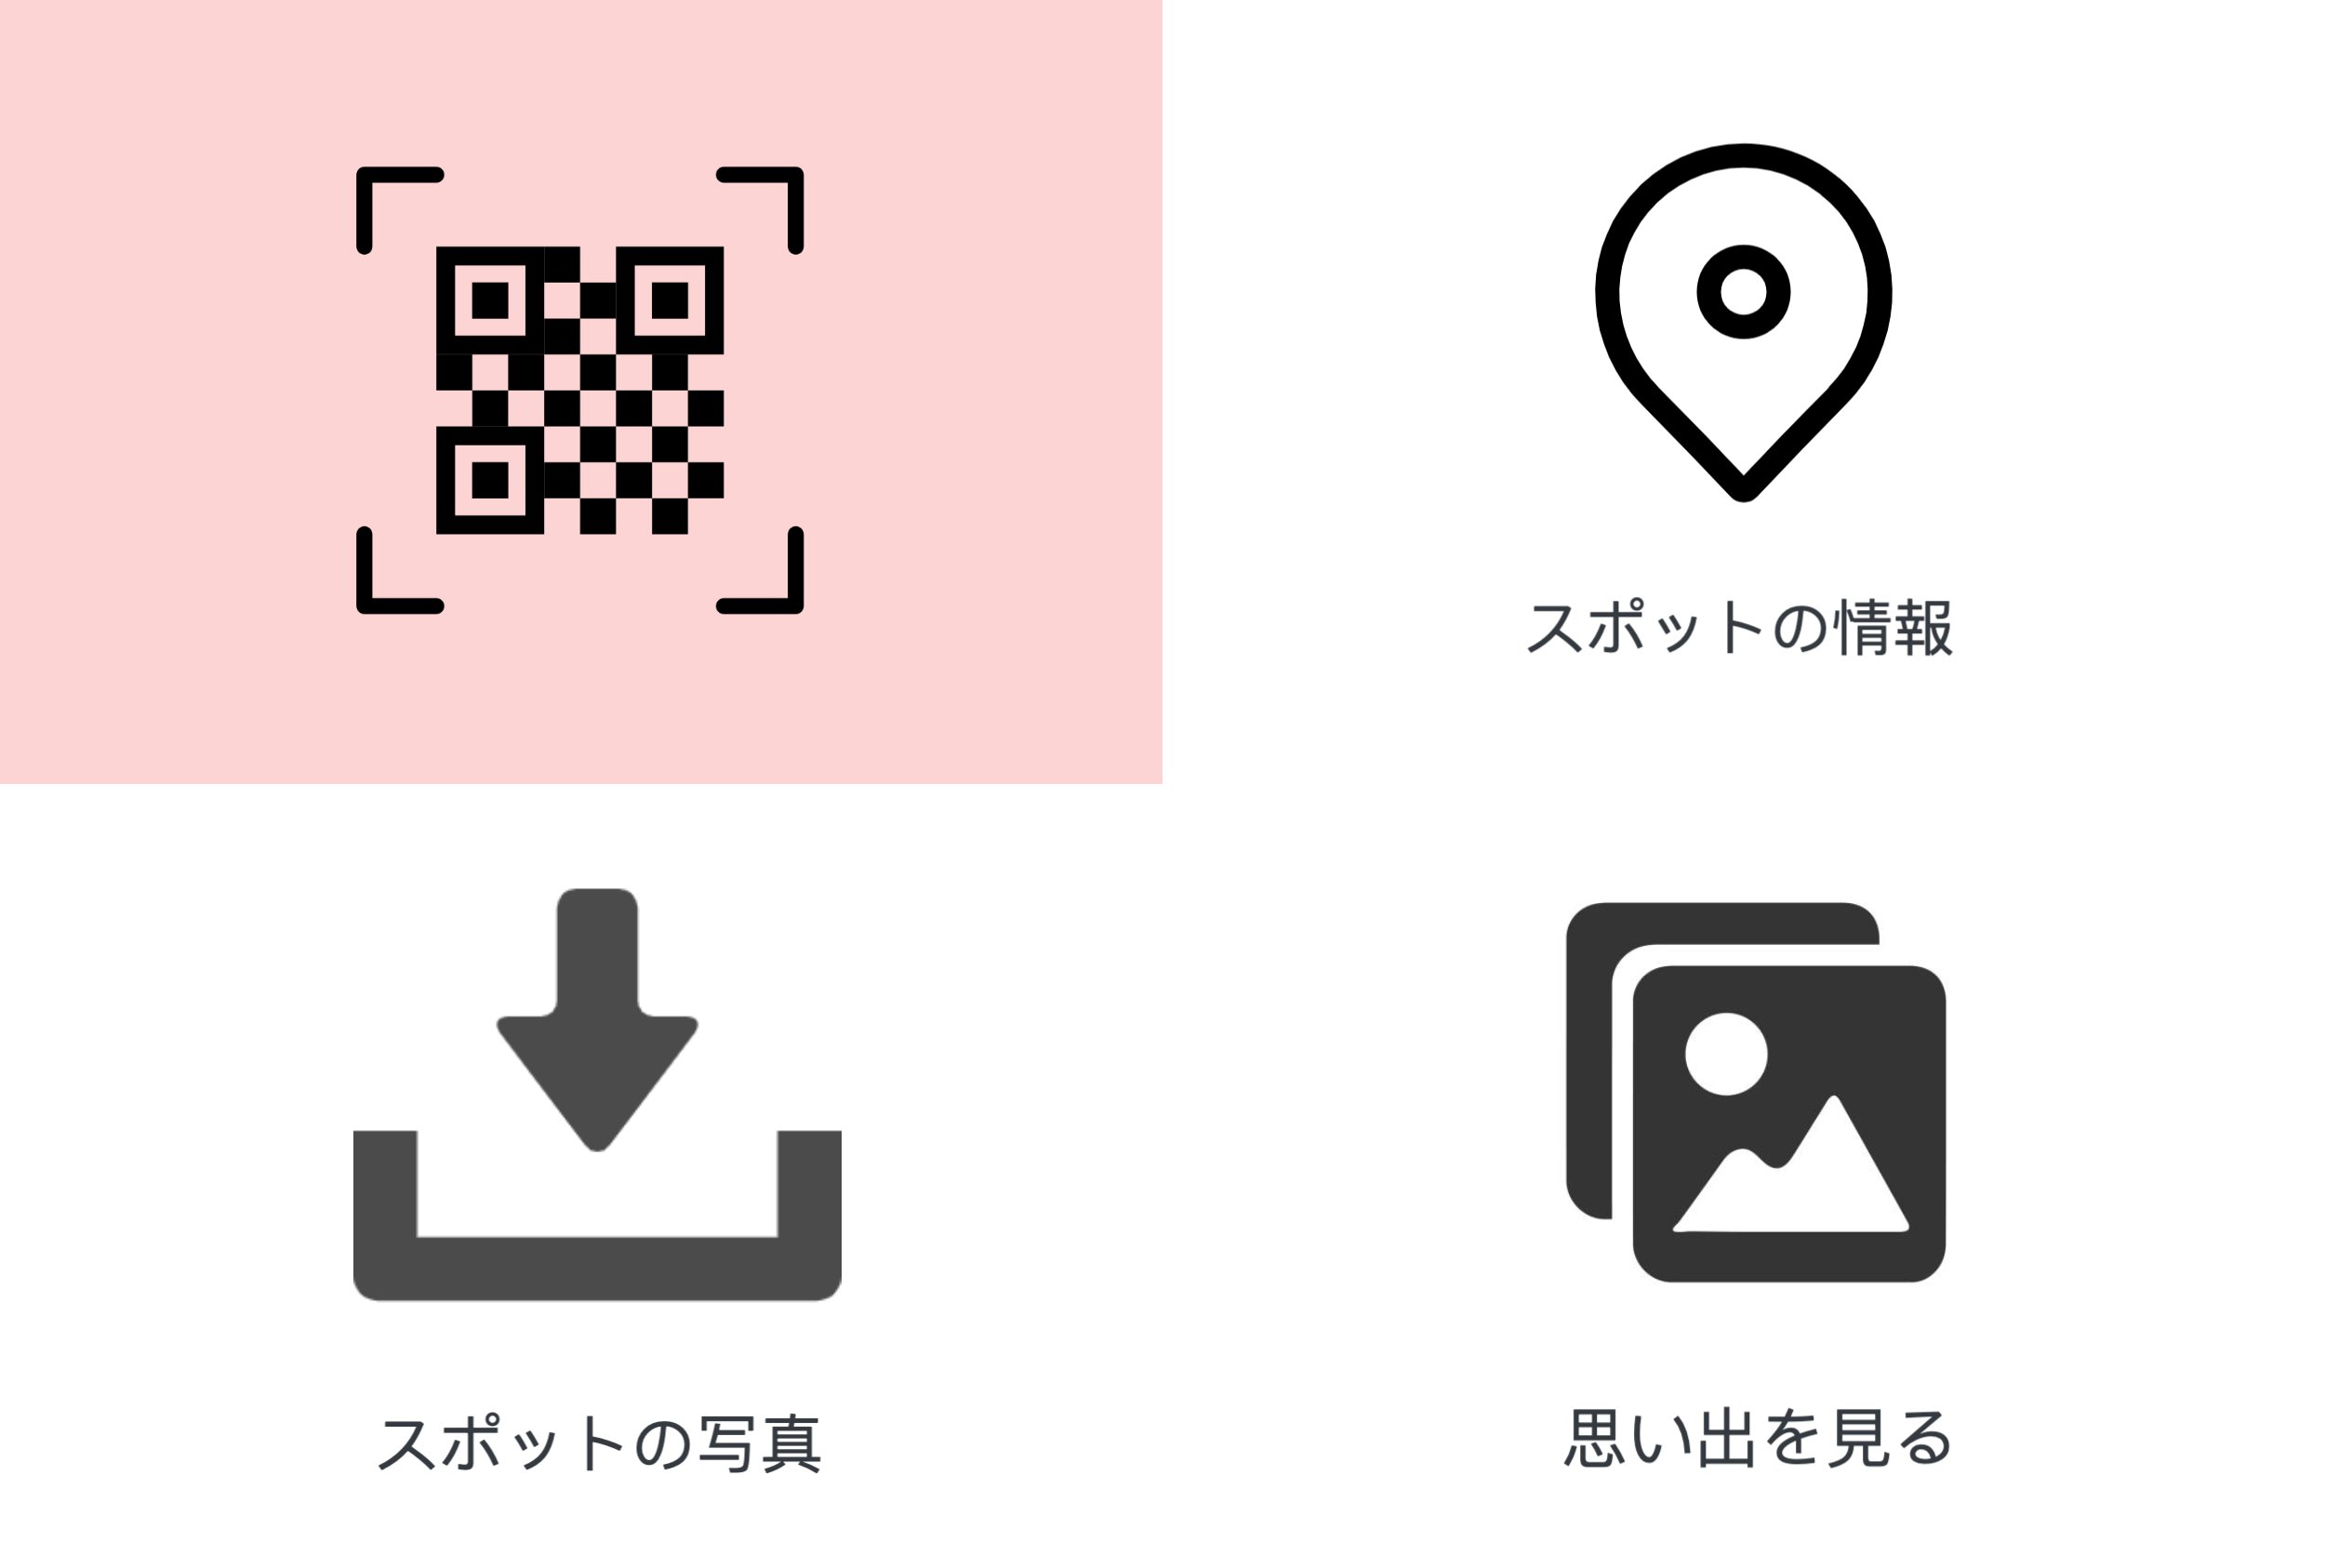 スポットの情報
スポットの写真
思い出を見る